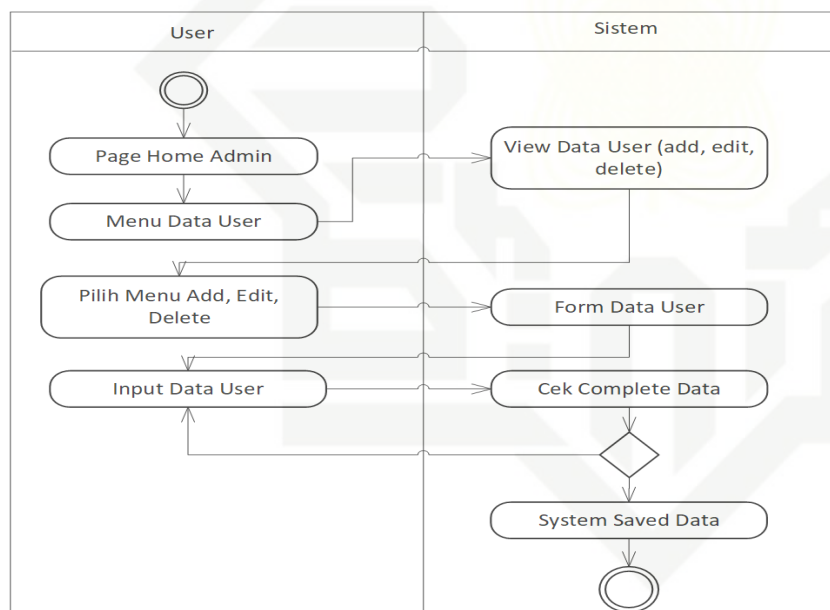 User
Sistem
Page Home Admin
View Data User (add, edit,
delete)
Menu Data User
Pilih Menu Add, Edit,
Delete
Form Data User
Input Data User
Cek Complete Data
System Saved Data